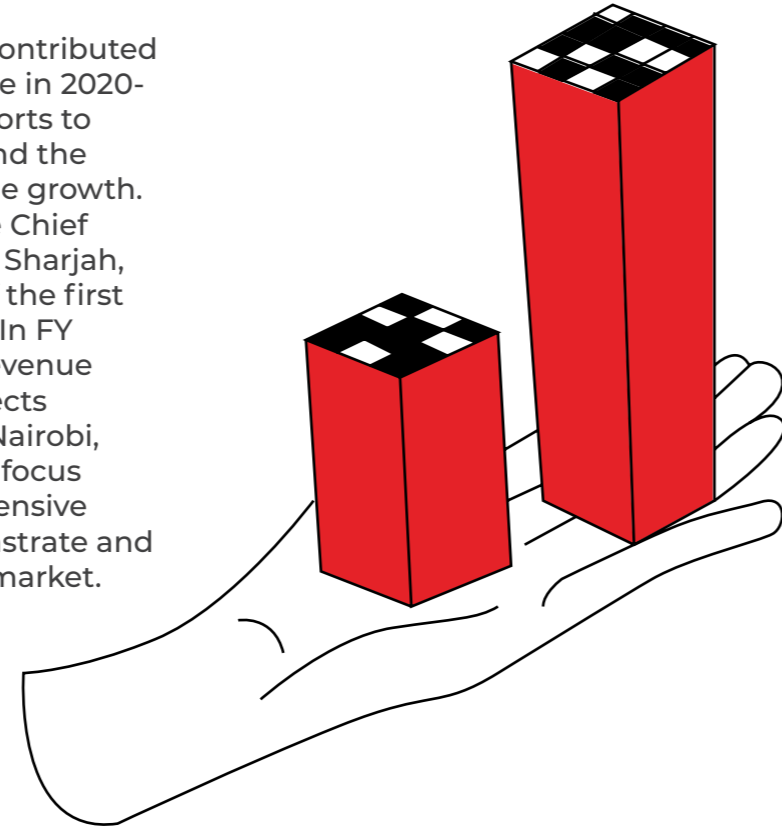 ontributed
e in 2020-
orts to
nd the
e growth.
e Chief
Sharjah,
the first
In FY
evenue
ects
Nairobi,
focus
ensive
strate and
market.